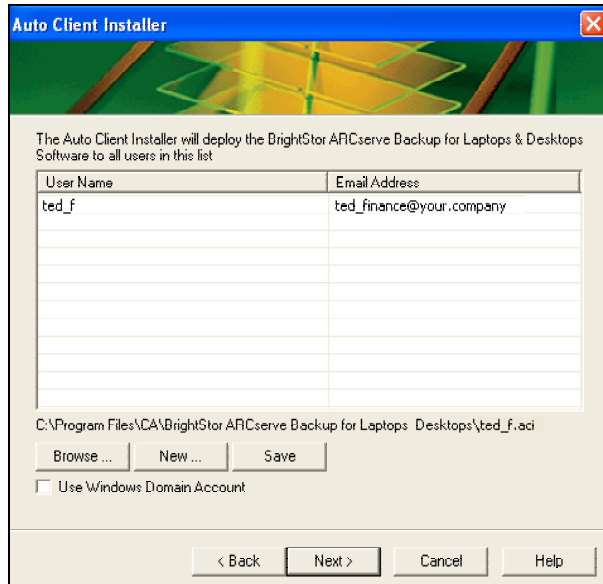 Auto Client Installer
The Auto Client Installer will deploy the BrightStor ARCserve Backup for Laptops & Desktops
Software to all users in this list
User Name Email Address
ted_f ted_finance@your.company
C:\Program Files\CA\BrightStor ARCserve Backup for Laptops Desktops\ted_f.aci
Browse ... New ... Save
Use Windows Domain Account
< Back Next > Cancel Help